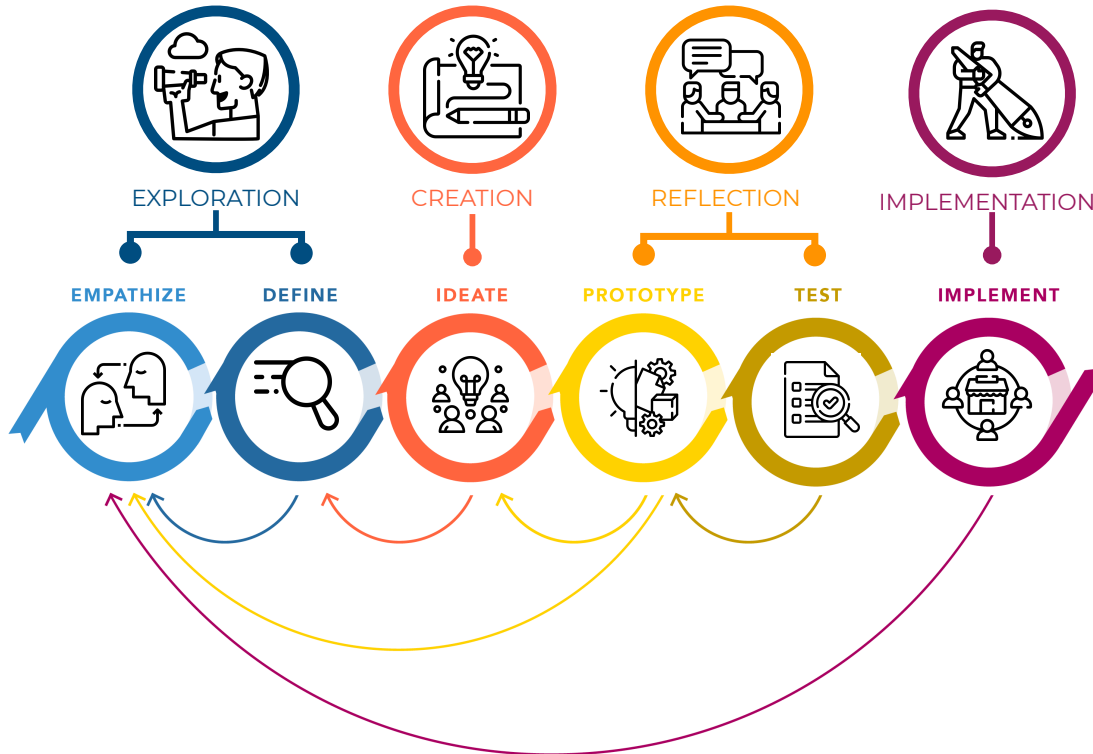 EXPLORATION
CREATION
REFLECTION
IMPLEMENTATION
EMPATHIZE
DEFINE
IDEATE
PROTOTYPE
TEST
IMPLEMENT